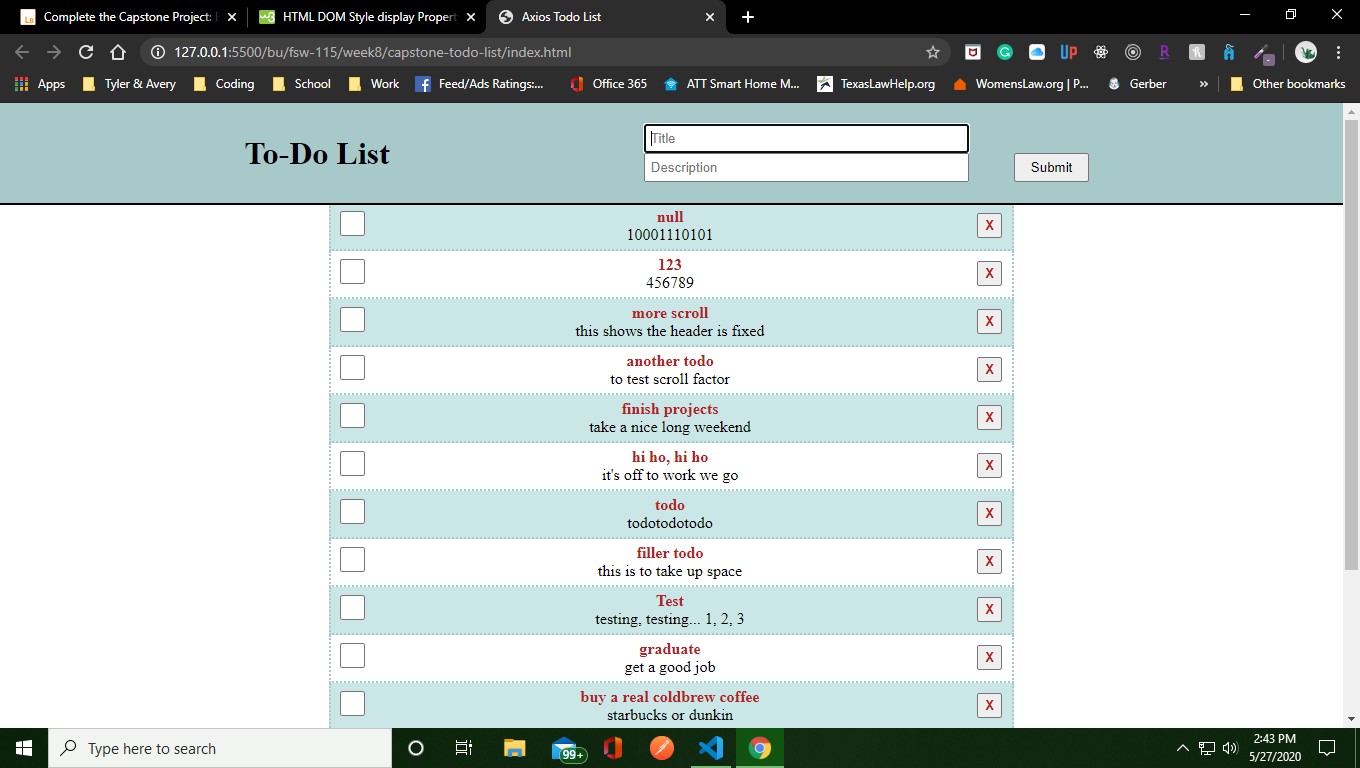 Complete the Capstone Project:
HTML DOM Style display Propert
Axios Todo List
127.0.0.1:5500/bu/fsw-115/week8/capstone-todo-list/index.html
Apps
Tyler & Avery
Coding
School
Work
Feed/Ads Ratings:...
Office 365
ATT Smart Home M...
TexasLawHelp.org
WomensLaw.org | P...
Gerber
»
Other bookmarks
To-Do List
Title
Description
Submit
null
10001110101
X
123
456789
X
more scroll
this shows the header is fixed
X
another todo
to test scroll factor
X
finish projects
take a nice long weekend
X
hi ho, hi ho
it's off to work we go
X
todo
todotodotodo
X
filler todo
this is to take up space
X
Test
testing, testing... 1, 2, 3
X
graduate
get a good job
X
buy a real coldbrew coffee
starbucks or dunkin
X
Type here to search
99+
2:43 PM
5/27/2020